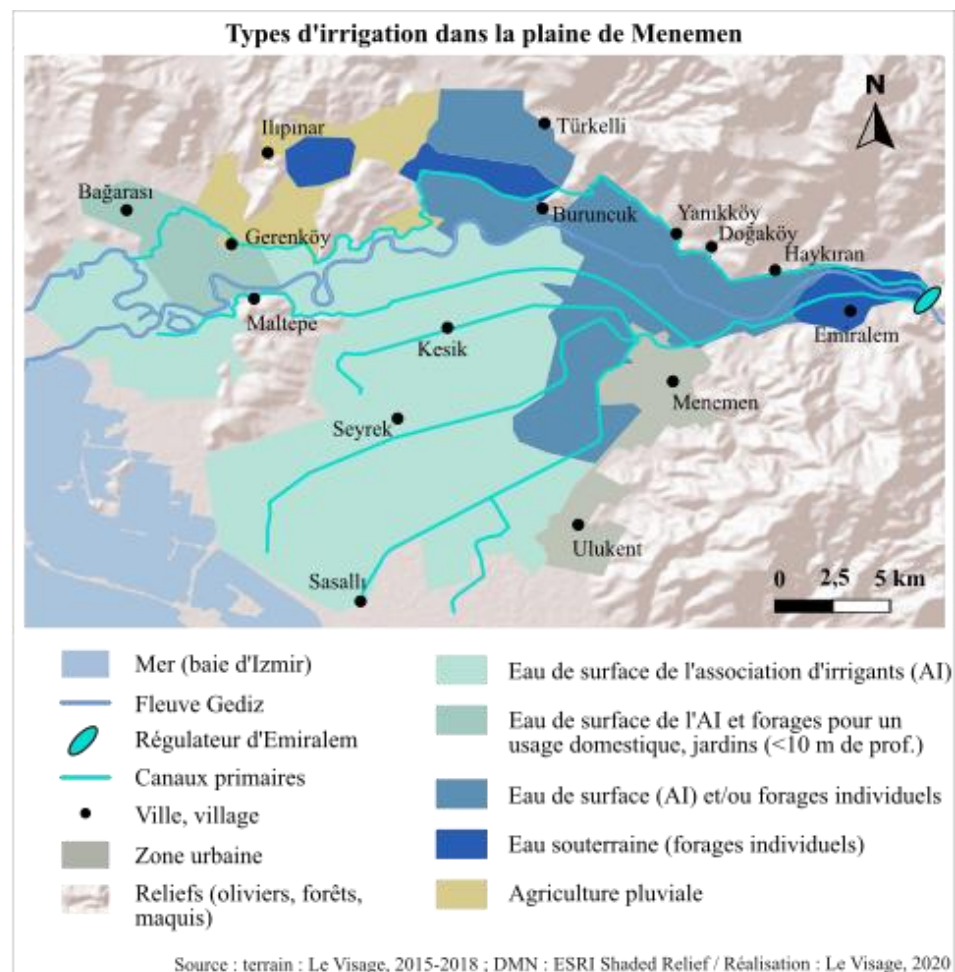 Types d'irrigation dans la plaine de Menemen
N
Ilıpınar
Türkelli
Bağarası
Buruncuk
Yanıkköy
Gerenköy
Doğaköy
Haykıran
Maltepe
Emiralem
Kesik
Menemen
Seyrek
Ulukent
0 2,5 5 km
Sasallı
Mer (baie d'Izmir)
Fleuve Gediz
Régulateur d'Emiralem
Canaux primaires
Ville, village
Zone urbaine
Reliefs (oliviers, forêts,
maquis)
Eau de surface de l'association d'irrigants (AI)
Eau de surface de l'AI et forages pour un
usage domestique, jardins (<10 m de prof.)
Eau de surface (AI) et/ou forages individuels
Eau souterraine (forages individuels)
Agriculture pluviale
Source : terrain : Le Visage, 2015-2018 ; DMN : ESRI Shaded Relief / Réalisation : Le Visage, 2020